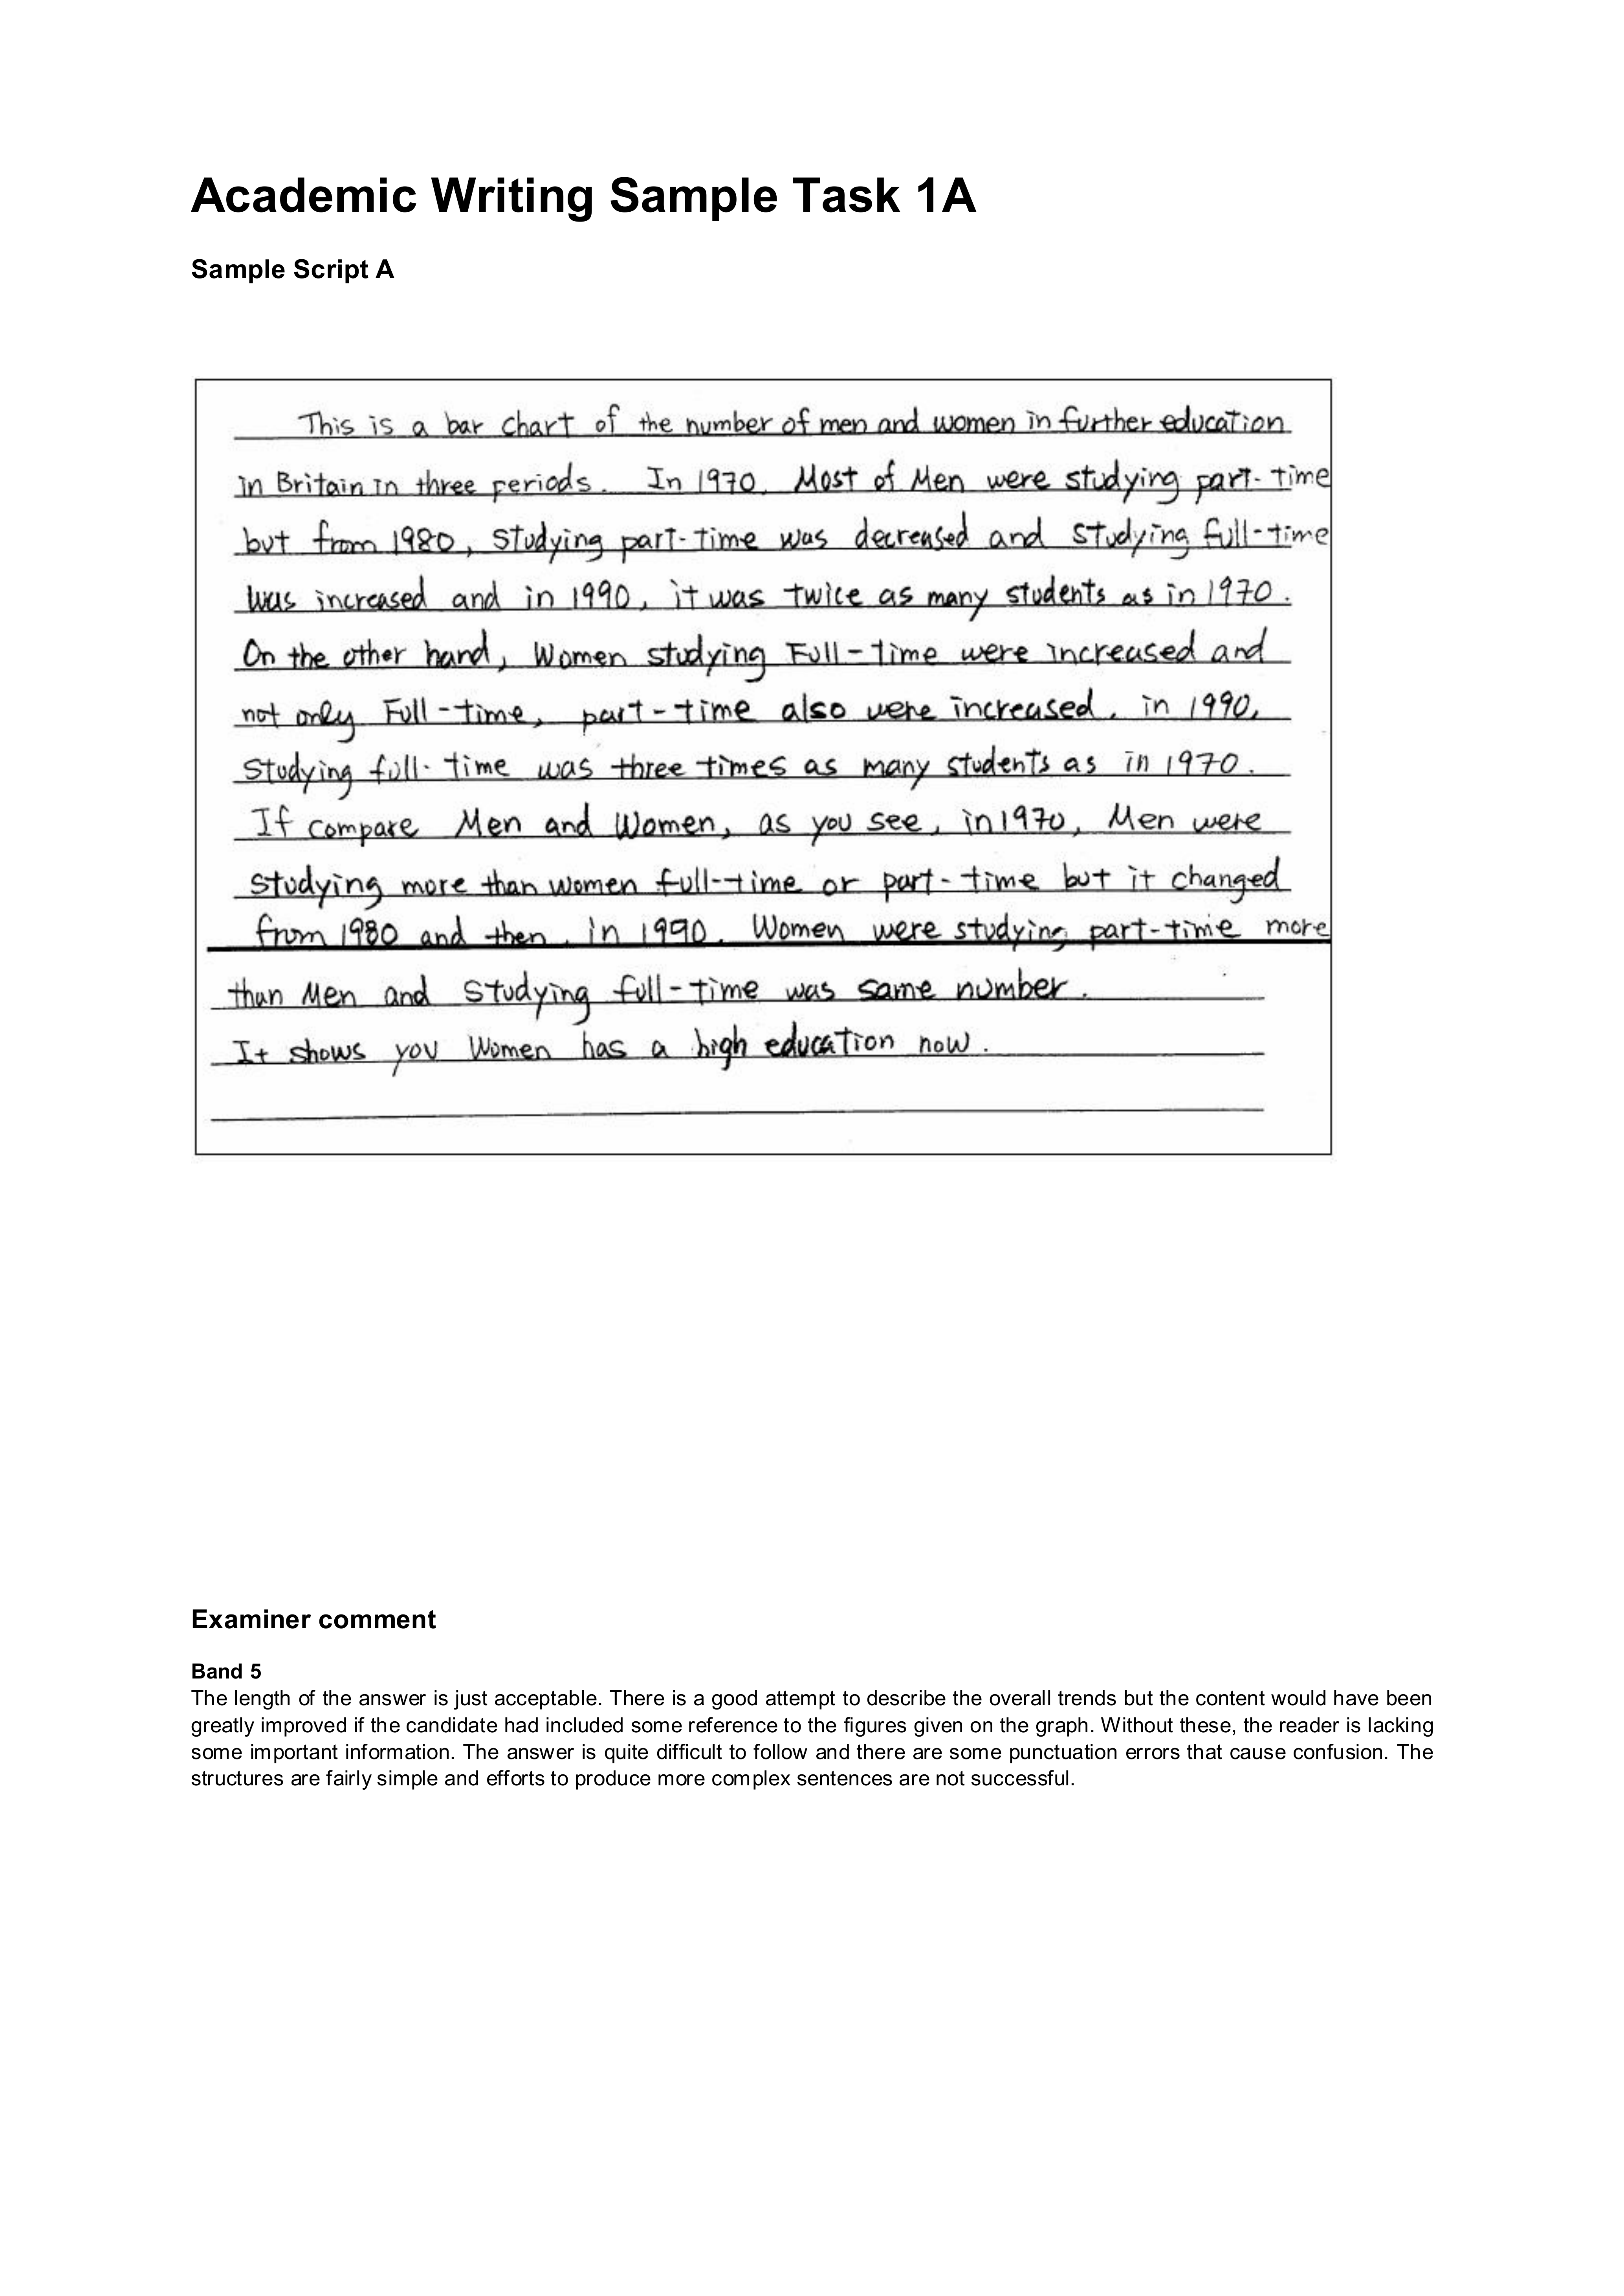 Academic Writing Sample Task 1A
Sample Script A
This is a bar chart of the number of men and women in further education
in Britain in three periods. In 1970. Most of Men were studying part-time
but from 1980, studying part-time was decreased and studying full-time
was increased and in 1990, it was twice as many students as in 1970.
On the other hand, Women studying Full-time were increased and
not only Full-time, part-time also were increased. in 1990,
studying full-time was three times as many students as in 1970.
If compare Men and Women, as you see, in 1970, Men were
studying more than women full-time or part-time but it changed
from 1980 and then, in 1990. Women were studying part-time more
than Men and studying full-time was same number.
It shows you Women has a high education now.
Examiner comment
Band 5
The length of the answer is just acceptable. There is a good attempt to describe the overall trends but the content would have been
greatly improved if the candidate had included some reference to the figures given on the graph. Without these, the reader is lacking
some important information. The answer is quite difficult to follow and there are some punctuation errors that cause confusion. The
structures are fairly simple and efforts to produce more complex sentences are not successful.